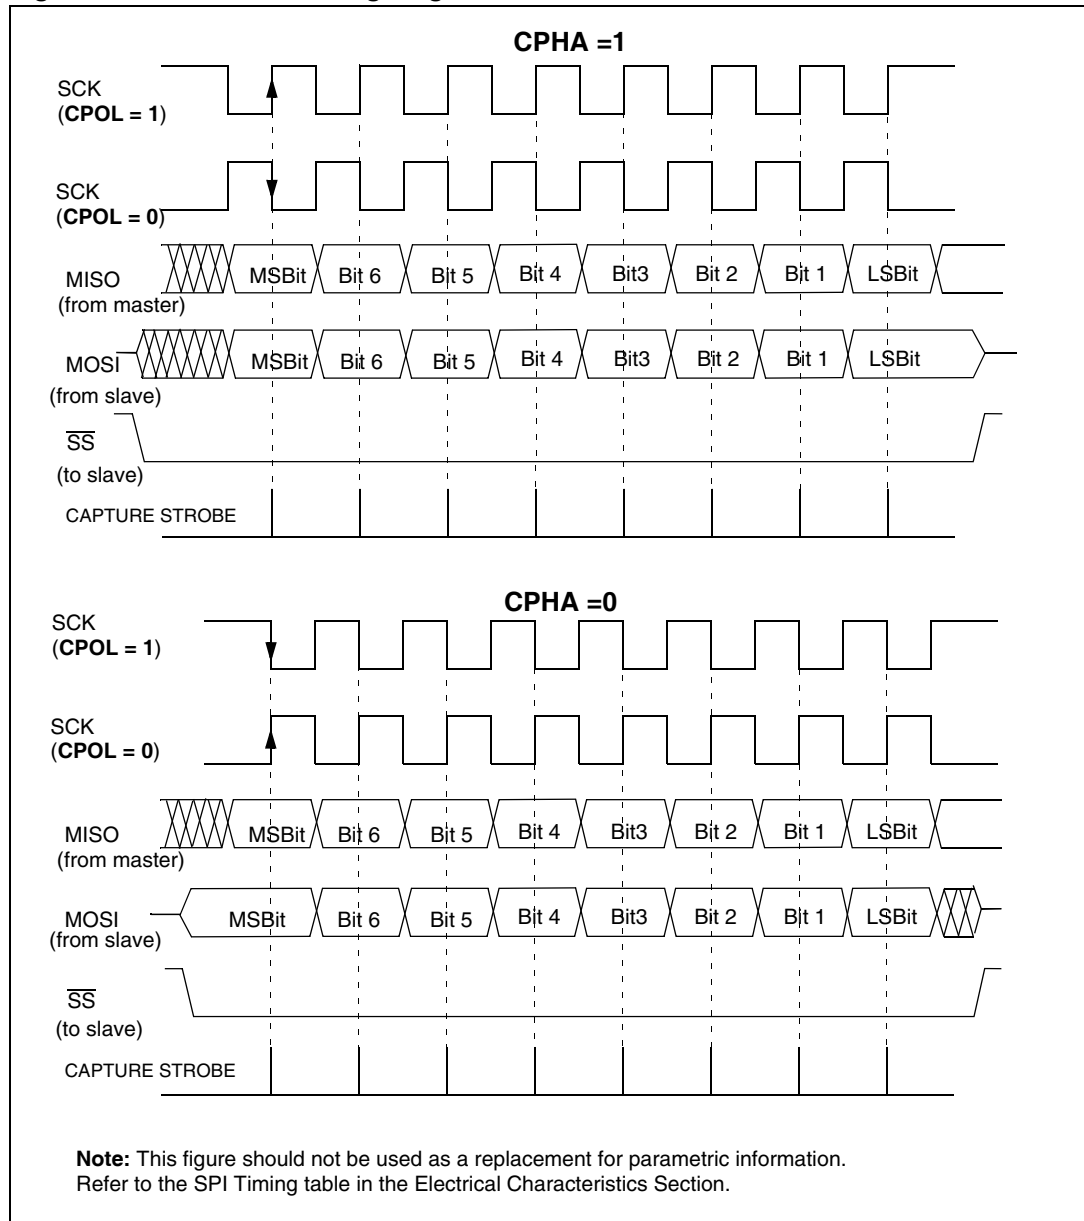 CPHA =1
SCK
(CPOL = 1)
SCK
(CPOL = 0)
MISO
(from master)
MSBit Bit 6 Bit 5 Bit 4 Bit3 Bit 2 Bit 1 LSBit
MOSI
(from slave)
MSBit Bit 6 Bit 5 Bit 4 Bit3 Bit 2 Bit 1 LSBit
SS
(to slave)
CAPTURE STROBE
CPHA =0
SCK
(CPOL = 1)
SCK
(CPOL = 0)
MISO
(from master)
MSBit Bit 6 Bit 5 Bit 4 Bit3 Bit 2 Bit 1 LSBit
MOSI
(from slave)
MSBit Bit 6 Bit 5 Bit 4 Bit3 Bit 2 Bit 1 LSBit
SS
(to slave)
CAPTURE STROBE
Note: This figure should not be used as a replacement for parametric information.
Refer to the SPI Timing table in the Electrical Characteristics Section.